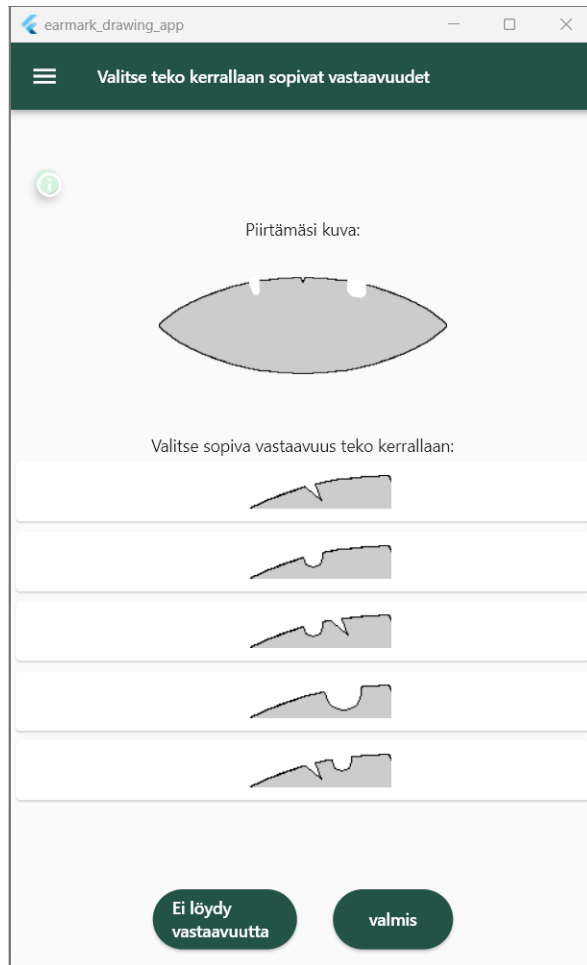 earmark_drawing_app
Valitse teko kerrallaan sopivat vastaavuudet
Piirtämäsi kuva:
Valitse sopiva vastaavuus teko kerrallaan:
Ei löydy
vastaavuutta
valmis